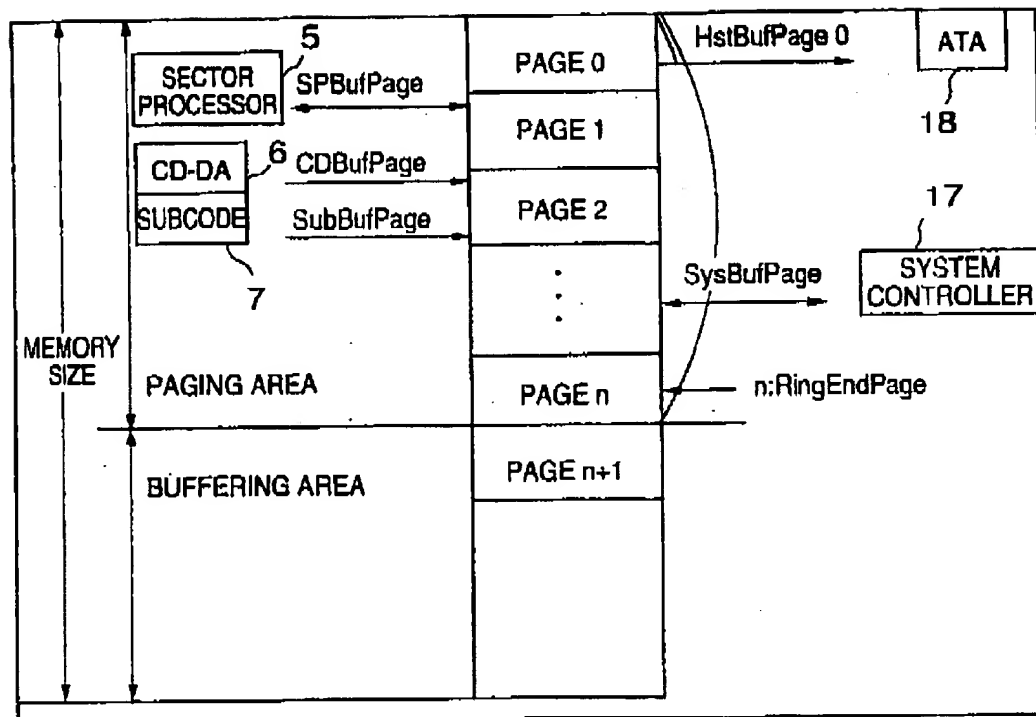 5
SECTOR
PROCESSOR
SPBufPage
PAGE 0
HstBufPage 0
ATA
18
PAGE 1
6
CD-DA
CDBufPage
SUBCODE
SubBufPage
7
PAGE 2
17
SysBufPage
SYSTEM
CONTROLLER
MEMORY
SIZE
PAGING AREA
PAGE n
n:RingEndPage
BUFFERING AREA
PAGE n+1